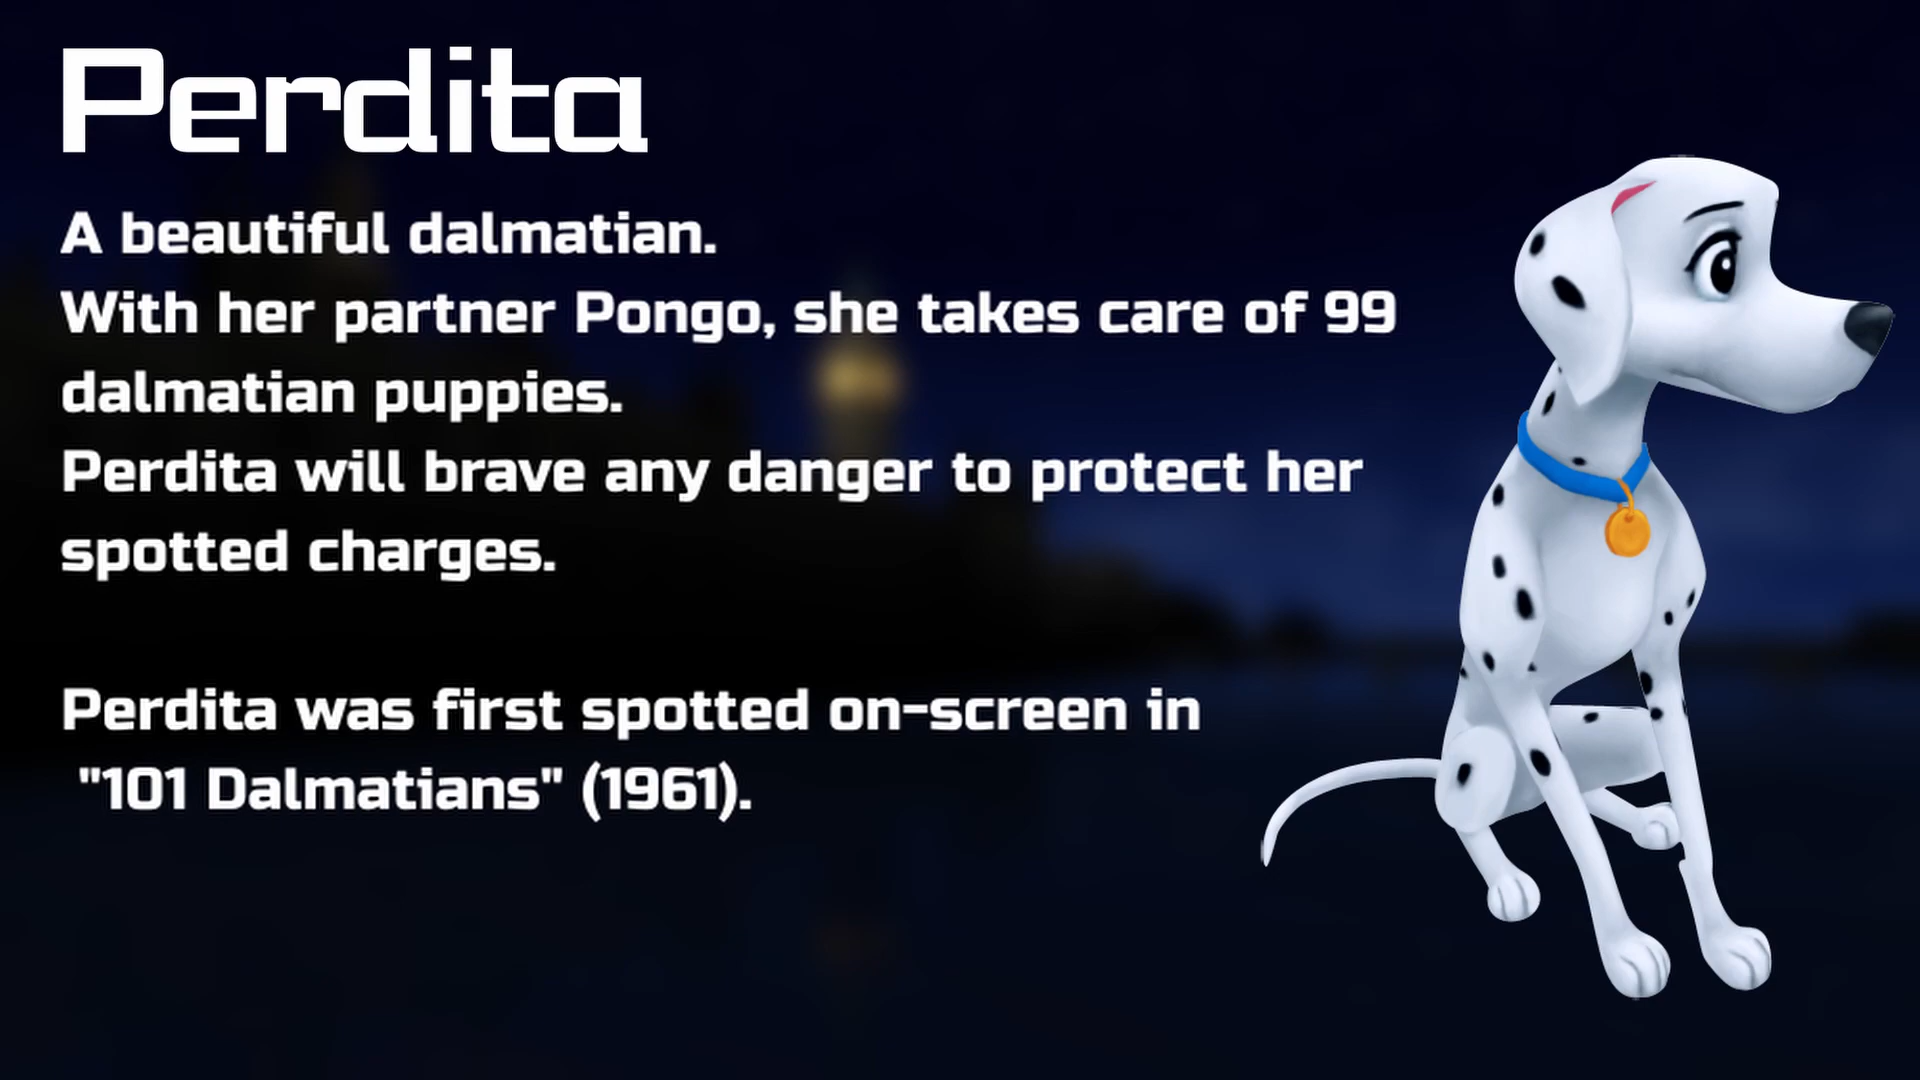 Perdita
A beautiful dalmatian.
With her partner Pongo, she takes care of 99
dalmatian puppies.
Perdita will brave any danger to protect her
spotted charges.
Perdita was first spotted on-screen in
"101 Dalmatians" (1961).